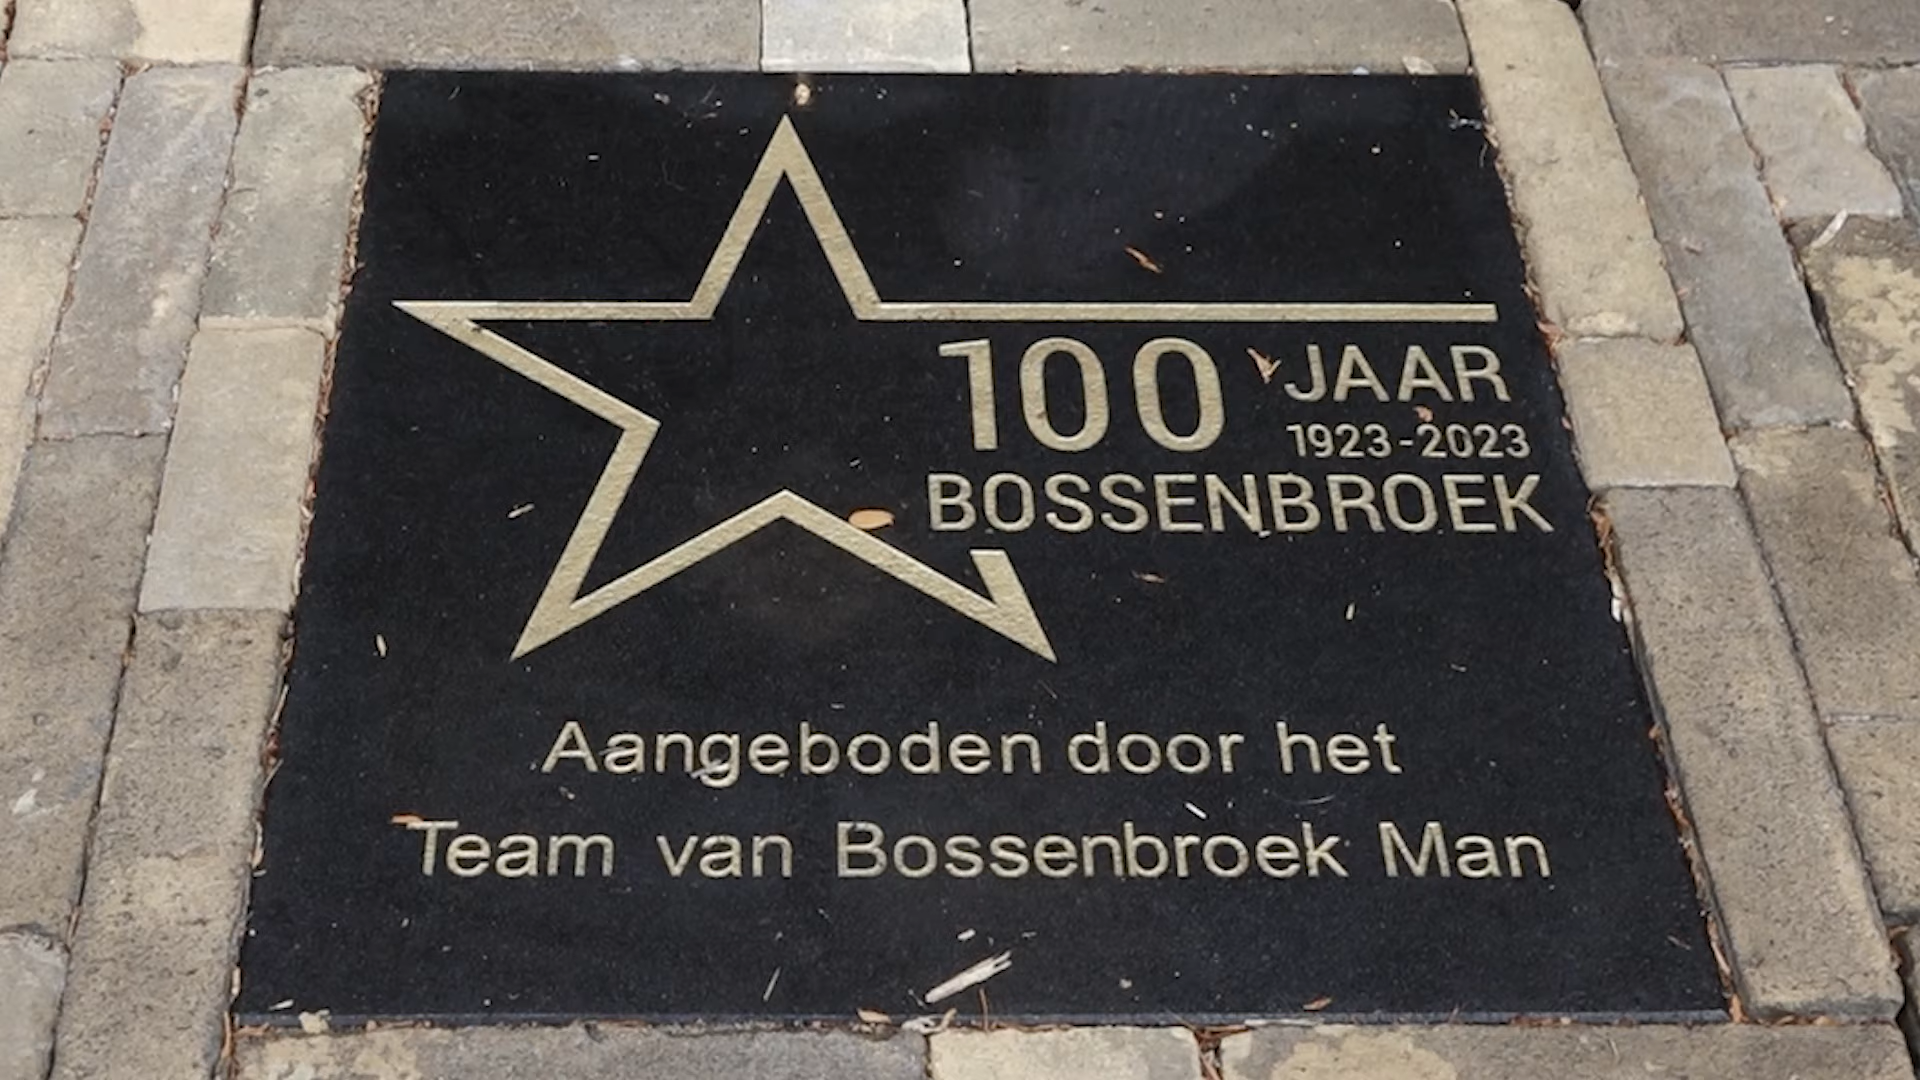 100 JAAR
1923-2023
BOSSENBROEK
Aangeboden door het
Team van Bossenbroek Man